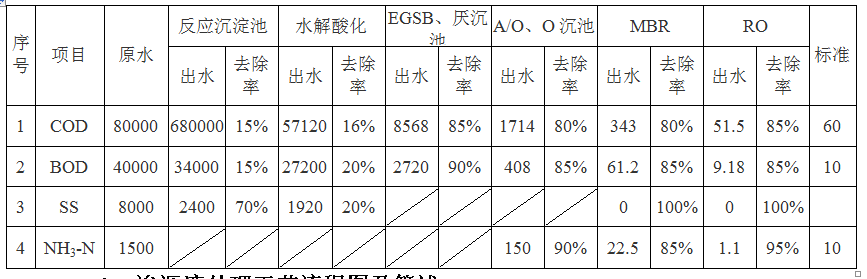 序号 项目 原水 反应沉淀池 水解酸化 EGSB、厌沉池 A/O、O 沉池 MBR RO 标准
出水 去除率 出水 去除率 出水 去除率 出水 去除率 出水 去除率 出水 去除率
1 COD 80000 680000 15% 57120 16% 8568 85% 1714 80% 343 80% 51.5 85% 60
2 BOD 40000 34000 15% 27200 20% 2720 90% 408 85% 61.2 85% 9.18 85% 10
3 SS 8000 2400 70% 1920 20% 0 100% 0 100%
4 NH3-N 1500 150 90% 22.5 85% 1.1 95% 10